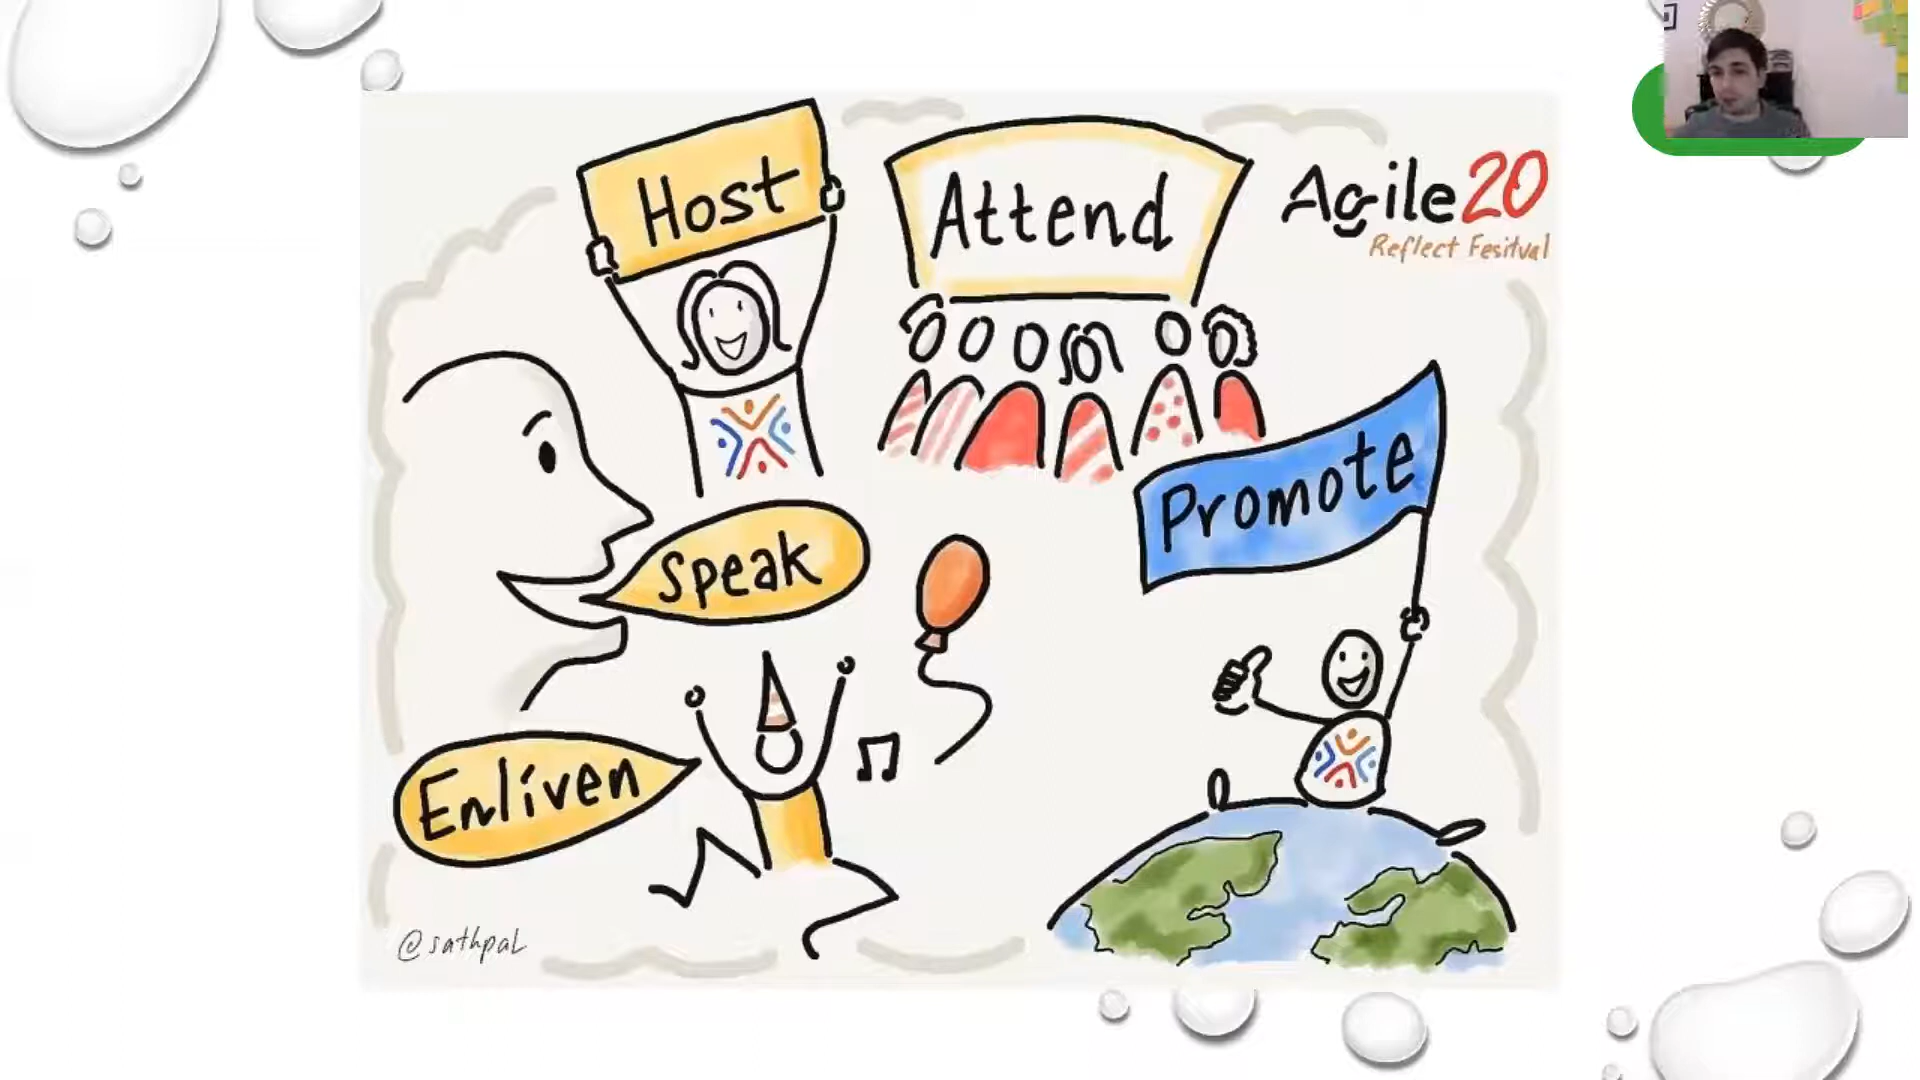 Host
Attend
Agile20
Reflect Fesitval
Promote
Speak
Enliven
@sathpal